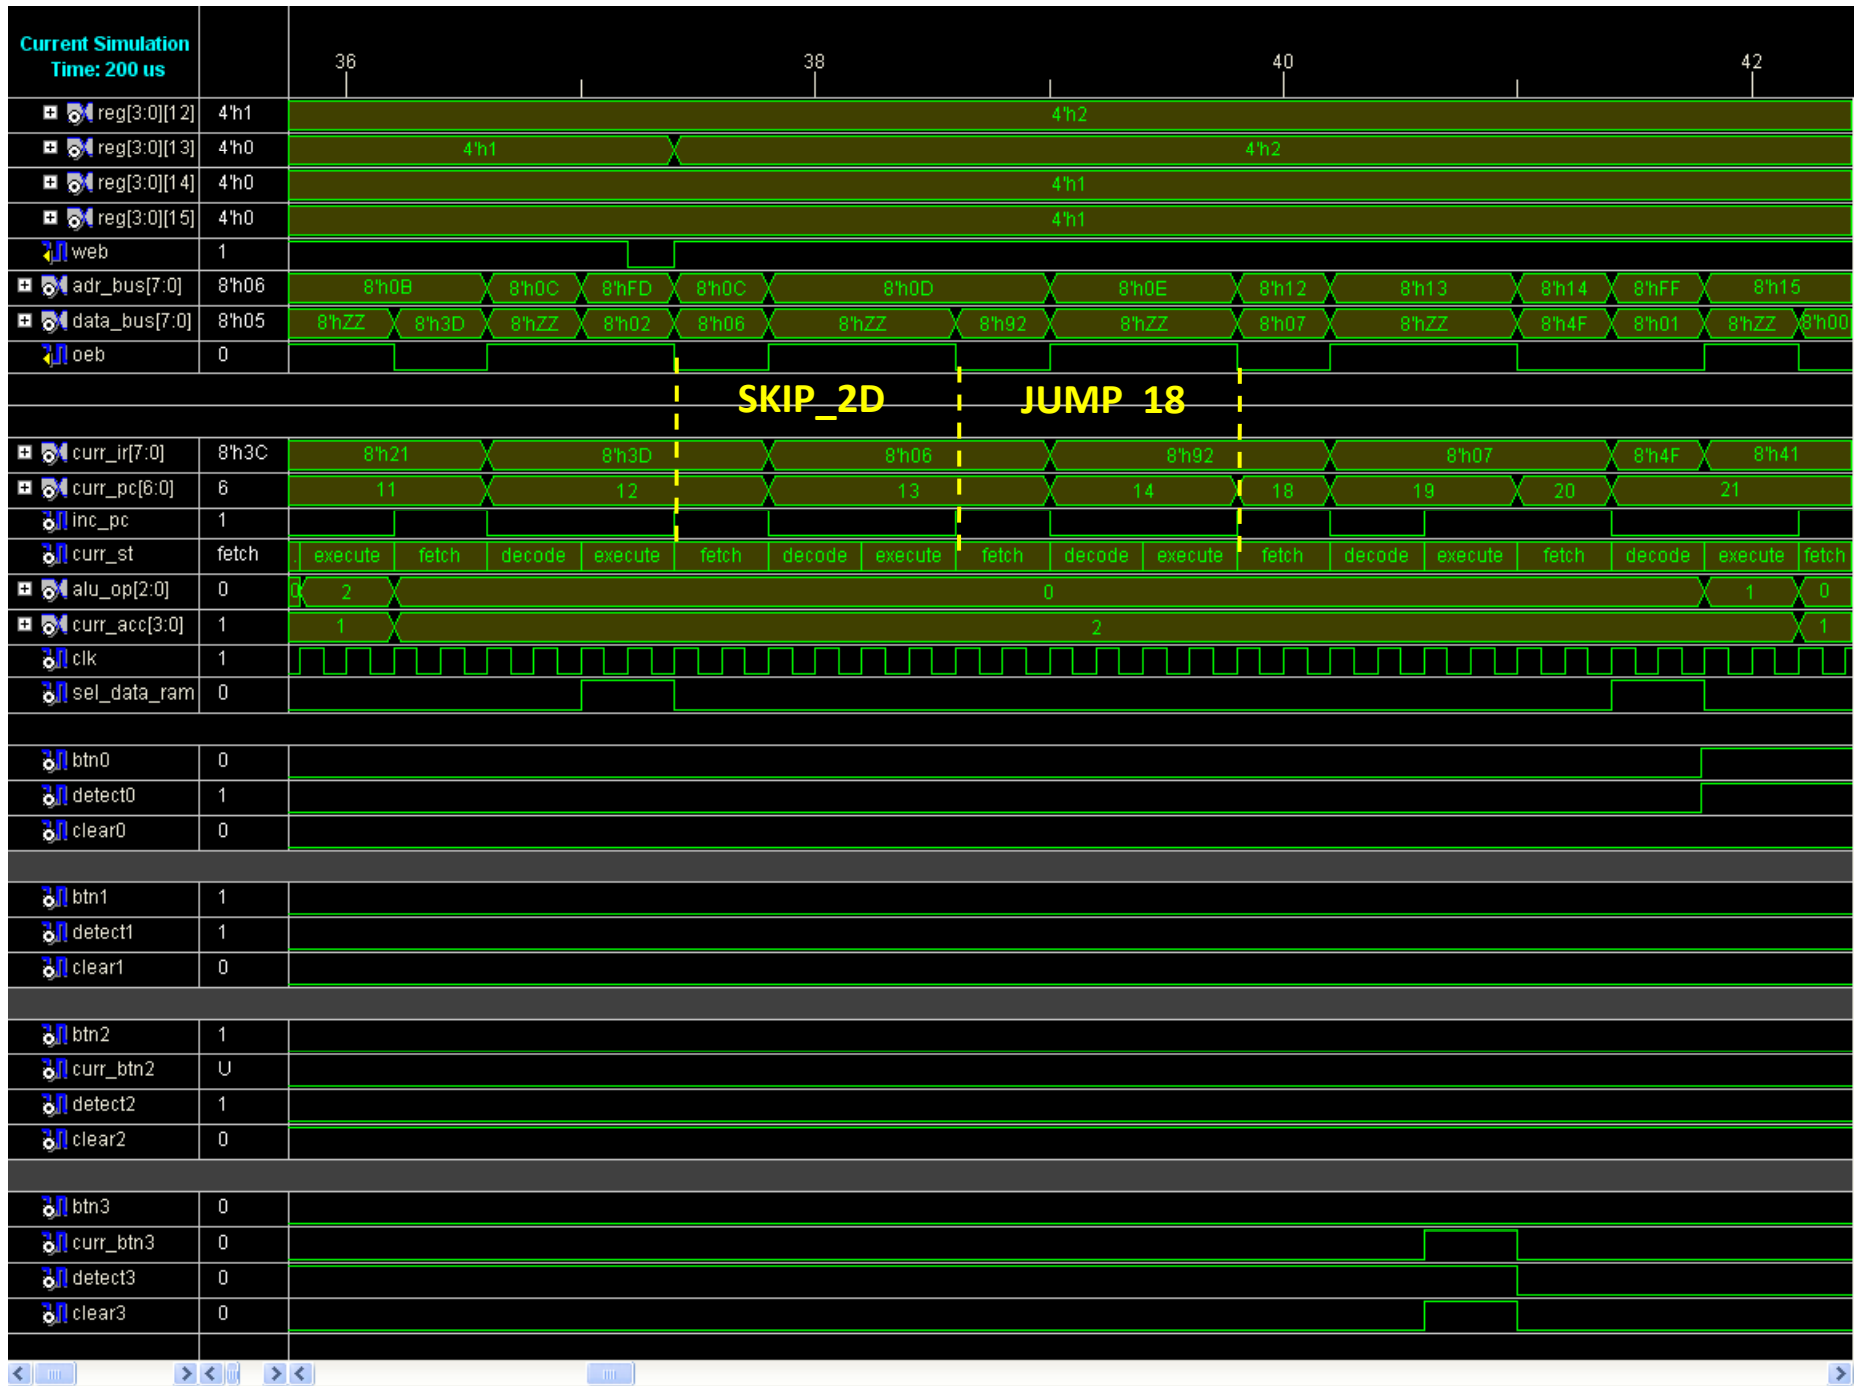 Current Simulation
Time: 200 us
36 38 40 42
reg[3:0][12] 4'h1 4'h2
reg[3:0][13] 4'h0 4'h1 4'h2
reg[3:0][14] 4'h0 4'h1
reg[3:0][15] 4'h0 4'h1
web 1
adr_bus[7:0] 8'h06 8'h0B 8'h0C 8'hFD 8'h0C 8'h0D 8'h0E 8'h12 8'h13 8'h14 8'hFF 8'h15
data_bus[7:0] 8'h05 8'hZZ 8'h3D 8'hZZ 8'h02 8'h06 8'hZZ 8'h92 8'hZZ 8'h07 8'hZZ 8'h4F 8'h01 8'hZZ 8'h00
oeb 0
SKIP_2D JUMP_18
curr_ir[7:0] 8'h3C 8'h21 8'h3D 8'h06 8'h92 8'h07 8'h4F 8'h41
curr_pc[6:0] 6 11 12 13 14 18 19 20 21
inc_pc 1
curr_st fetch execute fetch decode execute fetch decode execute fetch decode execute fetch decode execute fetch decode execute fetch
alu_op[2:0] 0 0 2 0 1 0
curr_acc[3:0] 1 1 2 1
clk 1
sel_data_ram 0
btn0 0
detect0 1
clear0 0
btn1 1
detect1 1
clear1 0
btn2 1
curr_btn2 U
detect2 1
clear2 0
btn3 0
curr_btn3 0
detect3 0
clear3 0